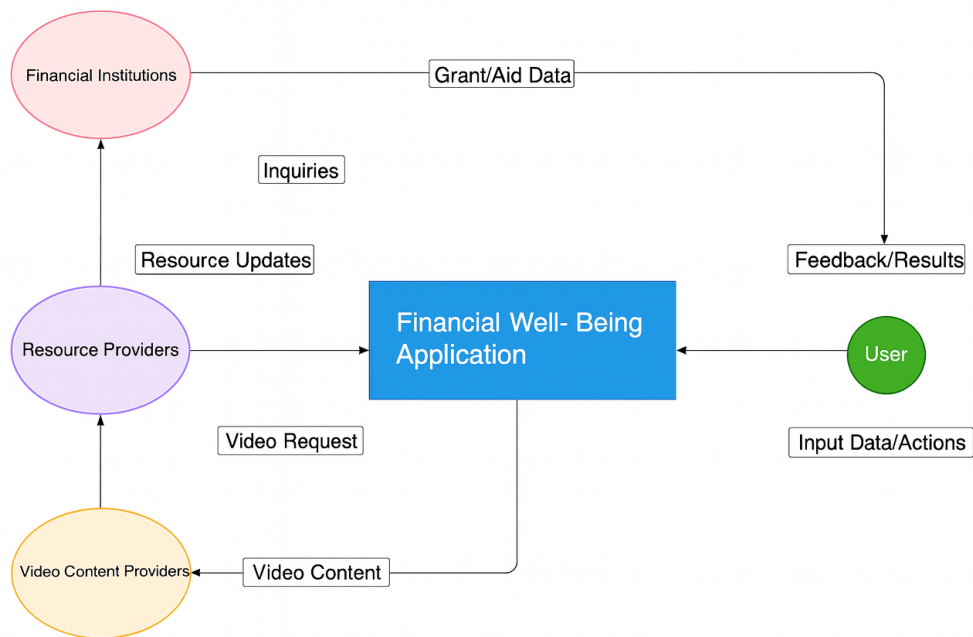 Financial Institutions
Grant/Aid Data
Inquiries
Resource Updates
Feedback/Results
Financial Well- Being
Application
Resource Providers
User
Video Request
Input Data/Actions
Video Content Providers
Video Content